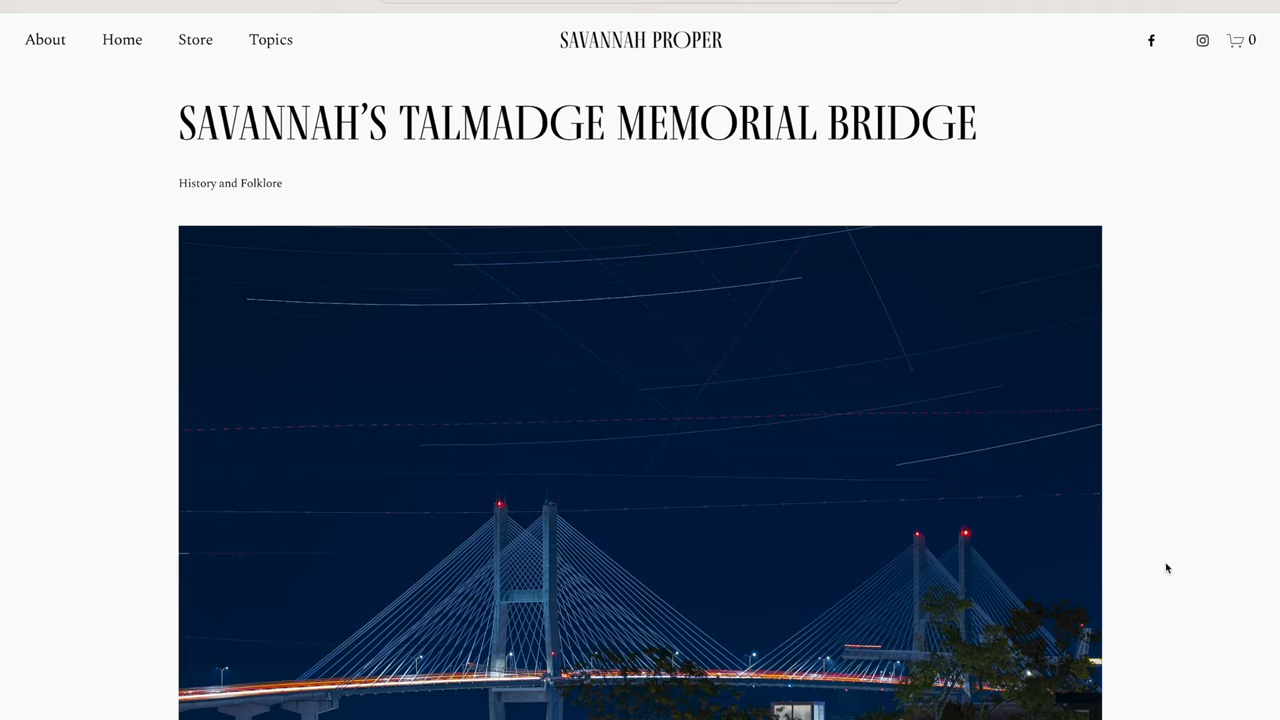 About Home Store Topics SAVANNAH PROPER 0
SAVANNAH'S TALMADGE MEMORIAL BRIDGE
History and Folklore